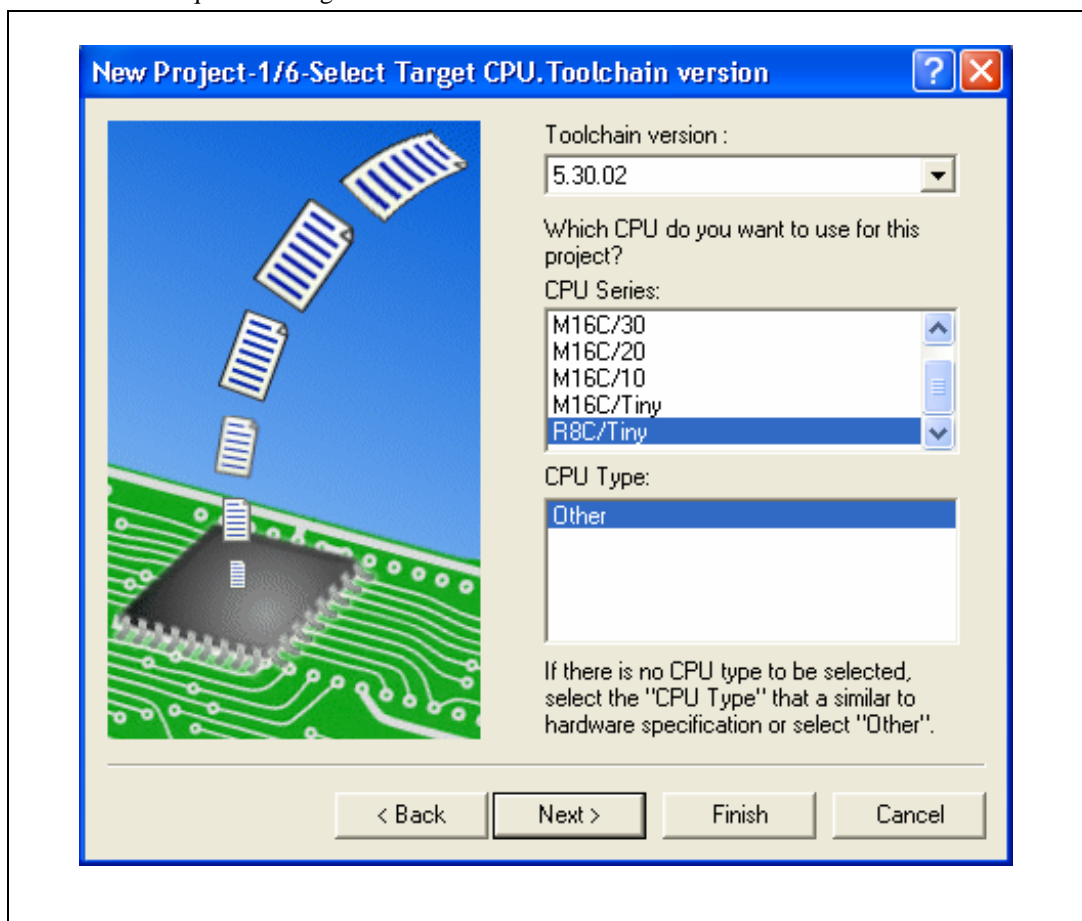 New Project-1/6-Select Target CPU.Toolchain version
Toolchain version :
5.30.02
Which CPU do you want to use for this
project?
CPU Series:
M16C/30
M16C/20
M16C/10
M16C/Tiny
R8C/Tiny
CPU Type:
Other
If there is no CPU type to be selected,
select the "CPU Type" that a similar to
hardware specification or select "Other".
< Back Next > Finish Cancel